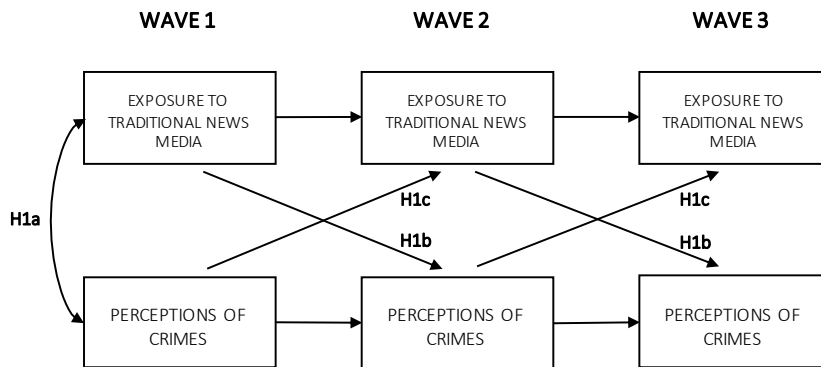 WAVE 1 WAVE 2 WAVE 3
EXPOSURE TO EXPOSURE TO EXPOSURE TO
TRADITIONAL NEWS TRADITIONAL NEWS TRADITIONAL NEWS
MEDIA MEDIA MEDIA
H1c H1c
H1a
H1b H1b
PERCEPTIONS OF PERCEPTIONS OF PERCEPTIONS OF
CRIMES CRIMES CRIMES